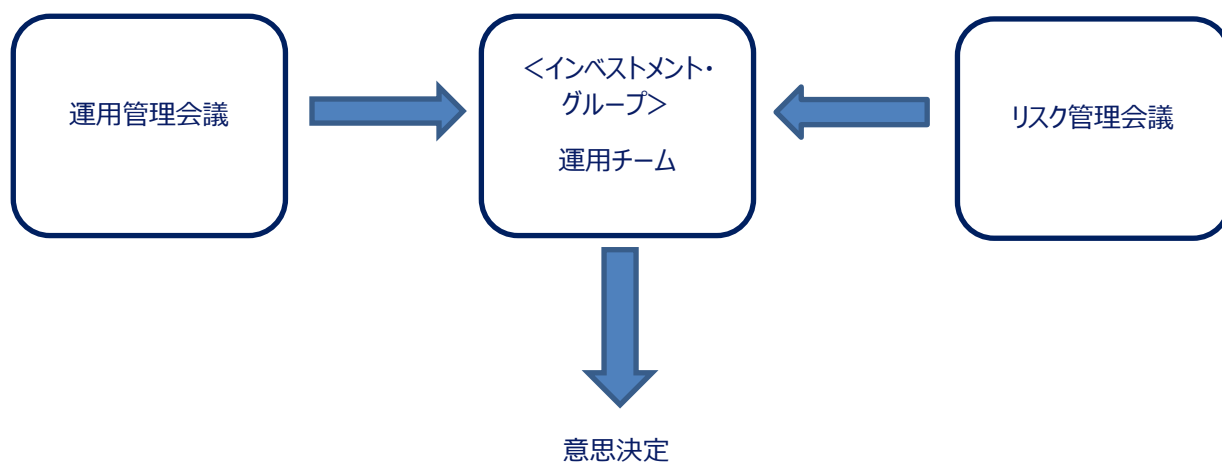 運用管理会議
＜インベストメント・
グループ＞
運用チーム
リスク管理会議
意思決定